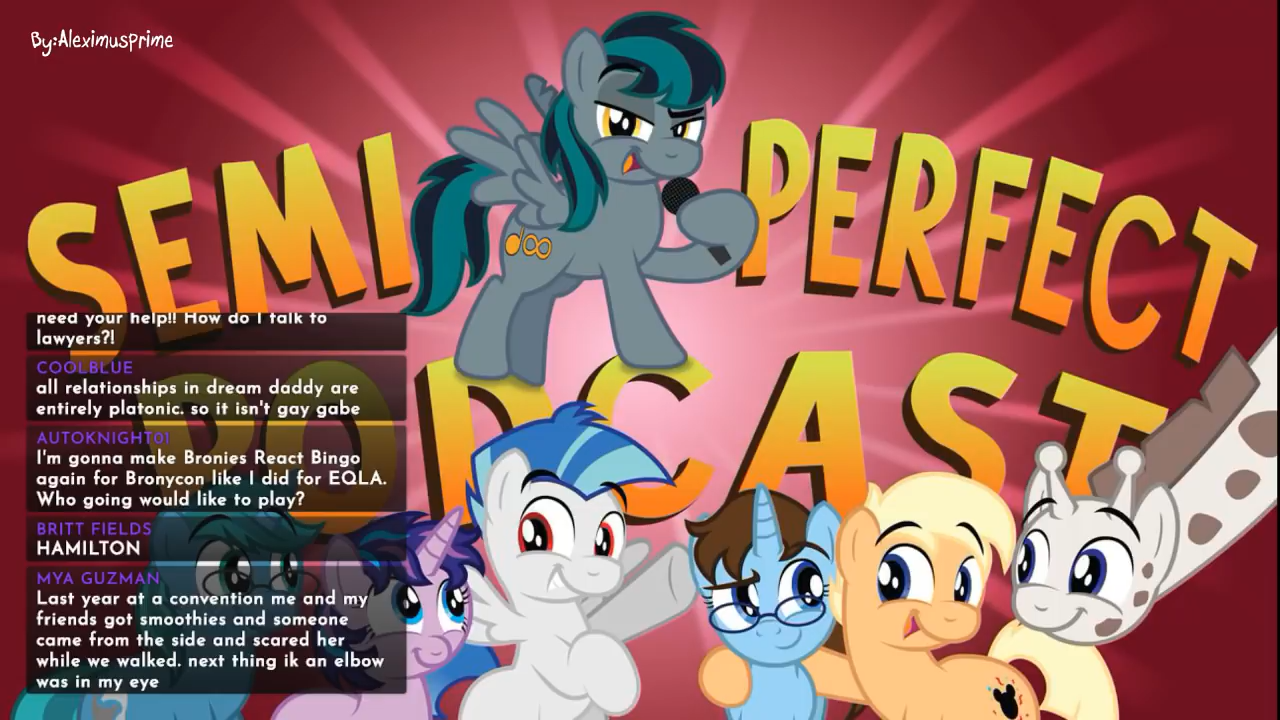 By:Aleximusprime
SEMI PERFECT
PODCAST
need your help!! How do I talk to
lawyers?!
COOLBLUE
all relationships in dream daddy are
entirely platonic. so it isn't gay gabe
AUTOKNIGHT01
I'm gonna make Bronies React Bingo
again for Bronycon like I did for EQLA.
Who going would like to play?
BRITT FIELDS
HAMILTON
MYA GUZMAN
Last year at a convention me and my
friends got smoothies and someone
came from the side and scared her
while we walked. next thing ik an elbow
was in my eye